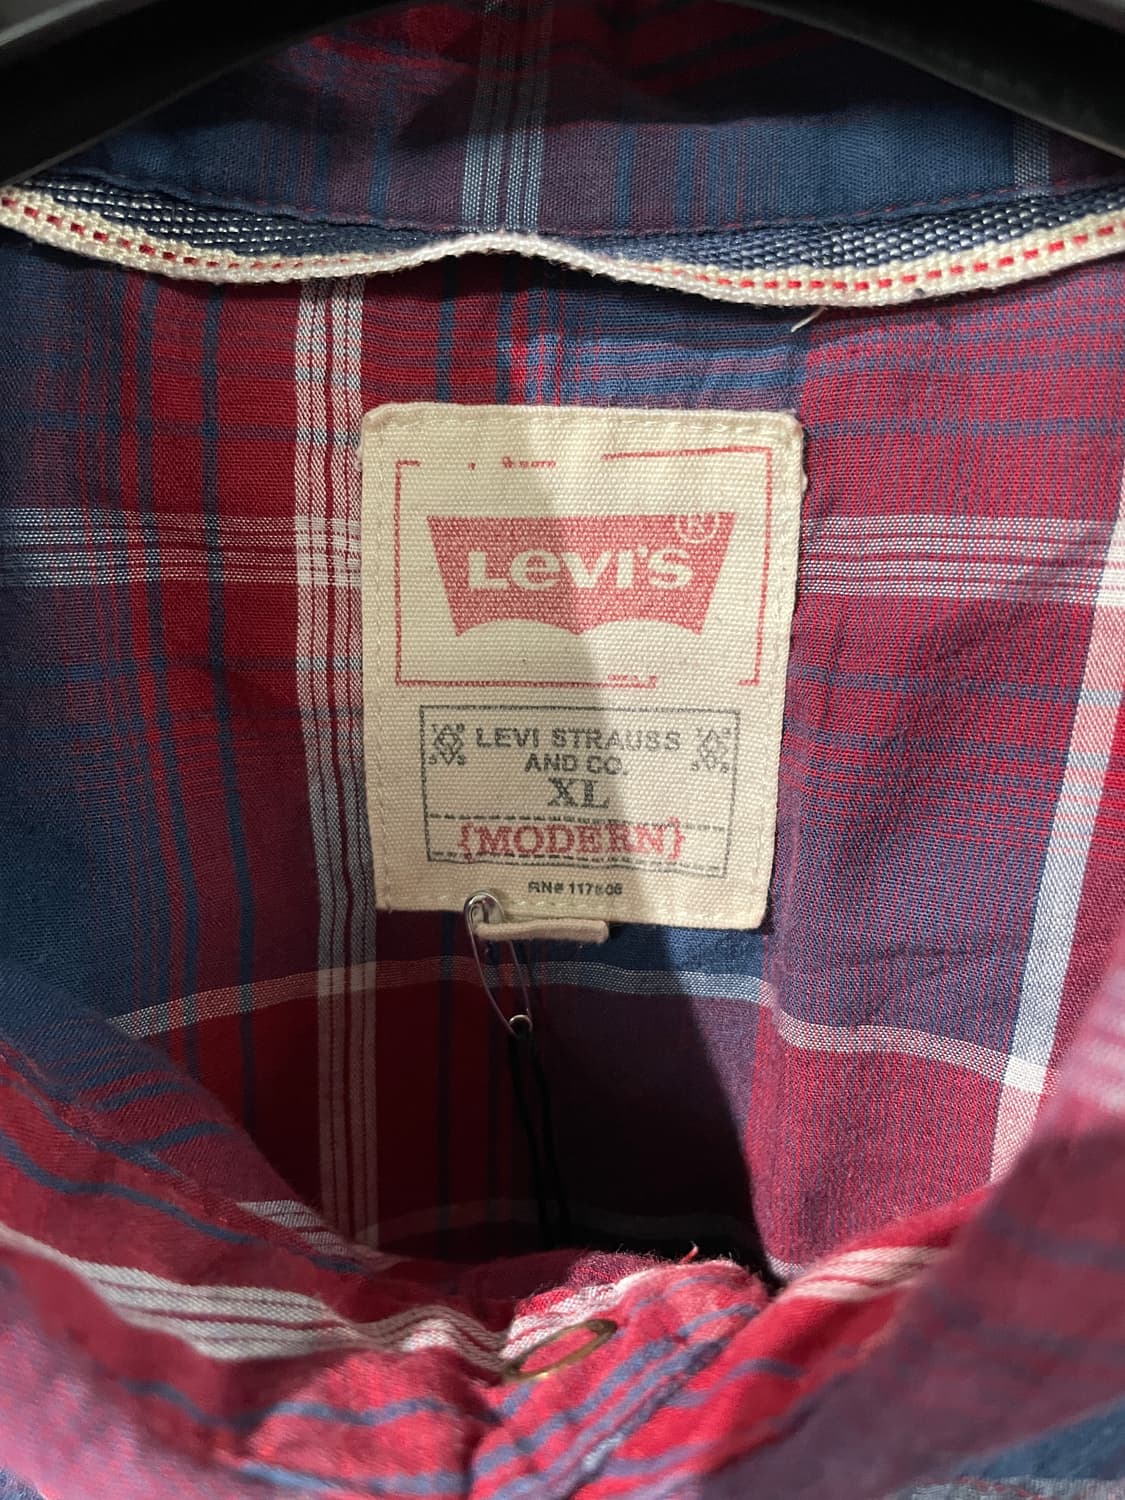 LEVI'S®
LEVI STRAUSS
AND CO.
XL
{MODERN}